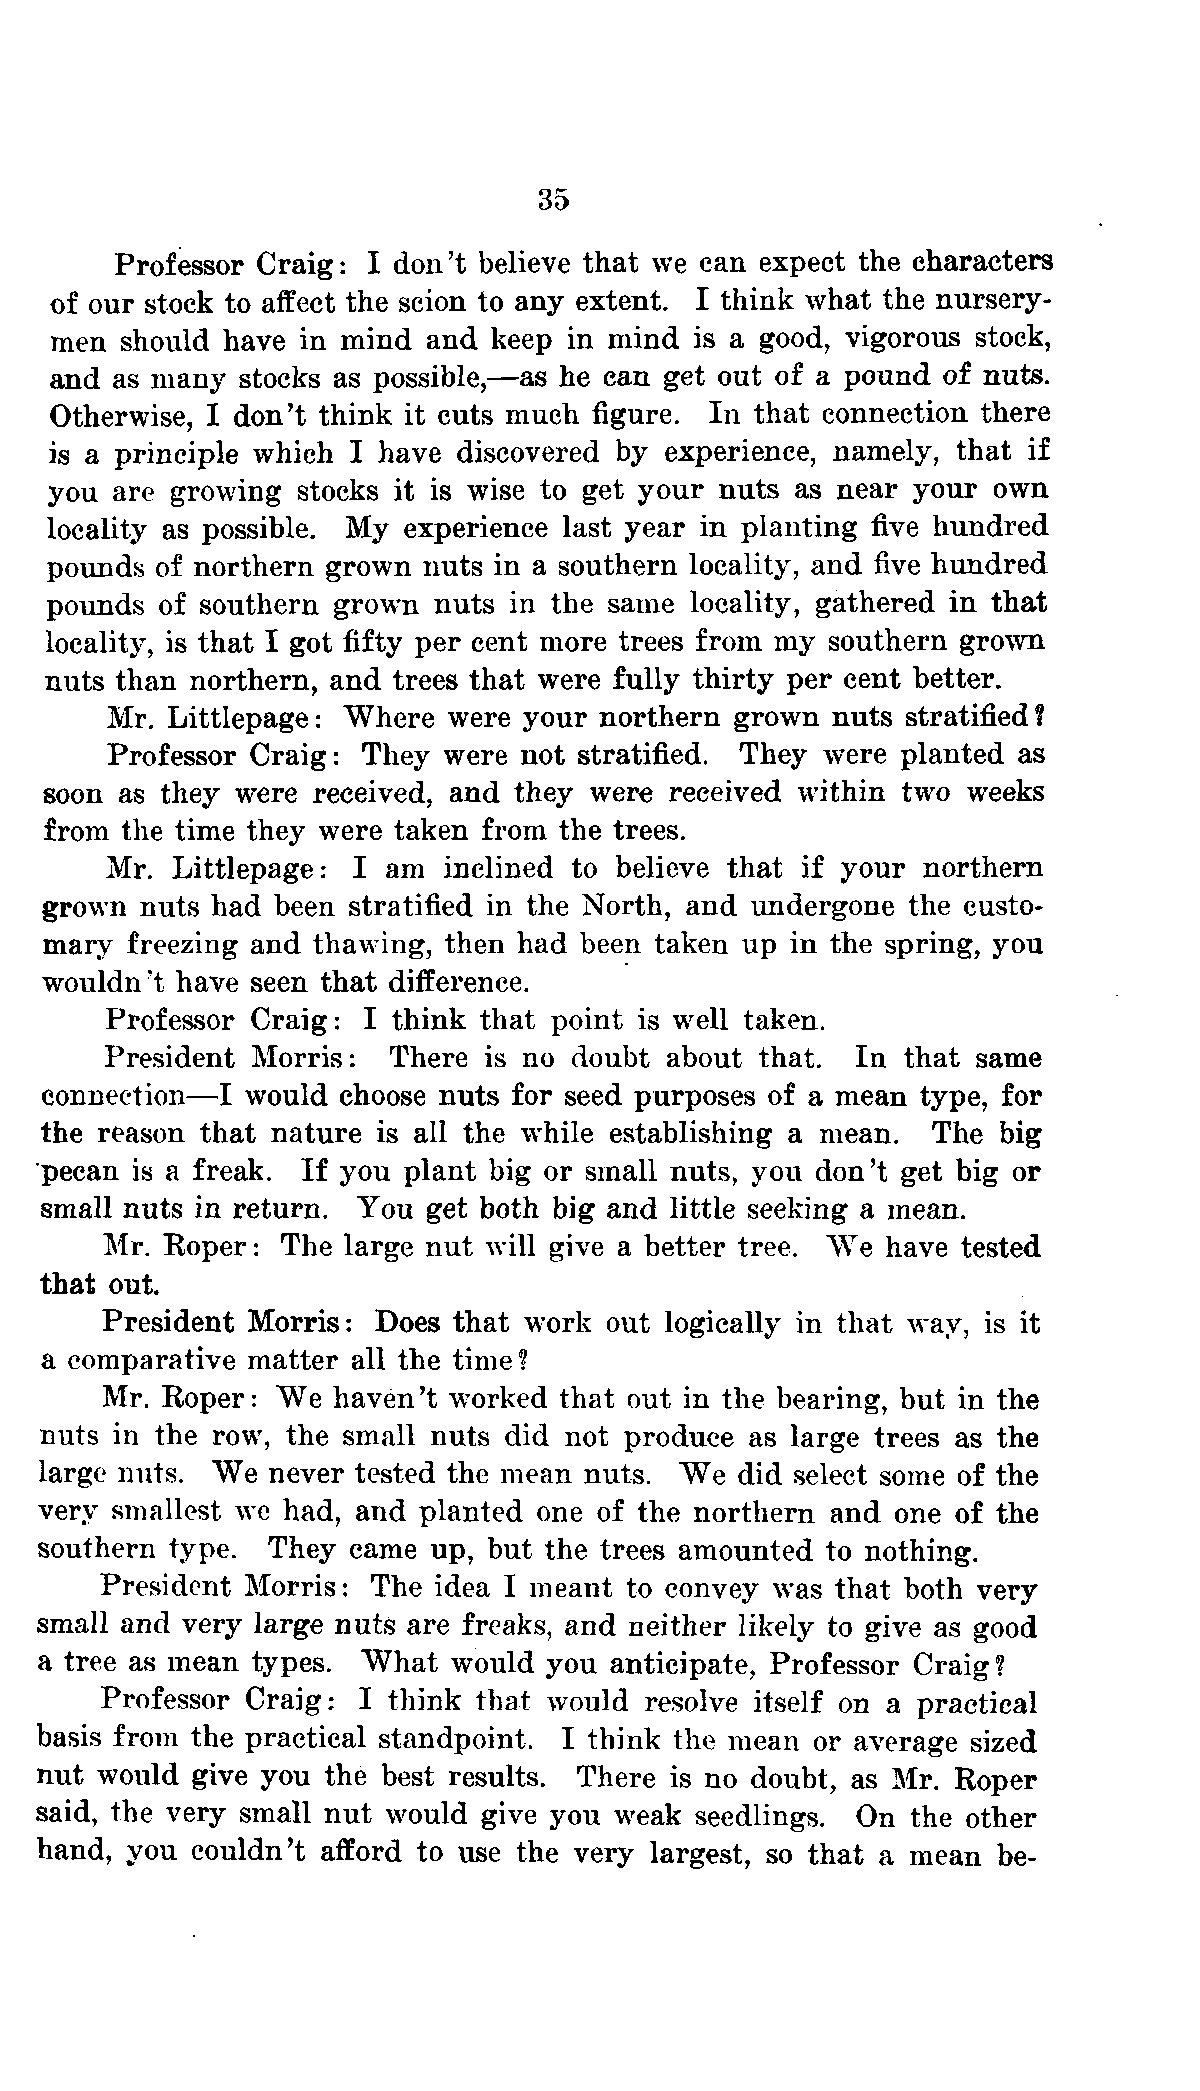 35
Professor Craig: I don't believe that we can expect the characters
of our stock to affect the scion to any extent. I think what the nursery-
men should have in mind and keep in mind is a good, vigorous stock,
and as many stocks as possible,—as he can get out of a pound of nuts.
Otherwise, I don't think it cuts much figure. In that connection there
is a principle which I have discovered by experience, namely, that if
you are growing stocks it is wise to get your nuts as near your own
locality as possible. My experience last year in planting five hundred
pounds of northern grown nuts in a southern locality, and five hundred
pounds of southern grown nuts in the same locality, gathered in that
locality, is that I got fifty per cent more trees from my southern grown
nuts than northern, and trees that were fully thirty per cent better.
Mr. Littlepage: Where were your northern grown nuts stratified?
Professor Craig: They were not stratified. They were planted as
soon as they were received, and they were received within two weeks
from the time they were taken from the trees.
Mr. Littlepage: I am inclined to believe that if your northern
grown nuts had been stratified in the North, and undergone the custo-
mary freezing and thawing, then had been taken up in the spring, you
wouldn't have seen that difference.
Professor Craig: I think that point is well taken.
President Morris: There is no doubt about that. In that same
connection—I would choose nuts for seed purposes of a mean type, for
the reason that nature is all the while establishing a mean. The big
pecan is a freak. If you plant big or small nuts, you don't get big or
small nuts in return. You get both big and little seeking a mean.
Mr. Roper: The large nut will give a better tree. We have tested
that out.
President Morris: Does that work out logically in that way, is it
a comparative matter all the time?
Mr. Roper: We haven't worked that out in the bearing, but in the
nuts in the row, the small nuts did not produce as large trees as the
large nuts. We never tested the mean nuts. We did select some of the
very smallest we had, and planted one of the northern and one of the
southern type. They came up, but the trees amounted to nothing.
President Morris: The idea I meant to convey was that both very
small and very large nuts are freaks, and neither likely to give as good
a tree as mean types. What would you anticipate, Professor Craig?
Professor Craig: I think that would resolve itself on a practical
basis from the practical standpoint. I think the mean or average sized
nut would give you the best results. There is no doubt, as Mr. Roper
said, the very small nut would give you weak seedlings. On the other
hand, you couldn't afford to use the very largest, so that a mean be-